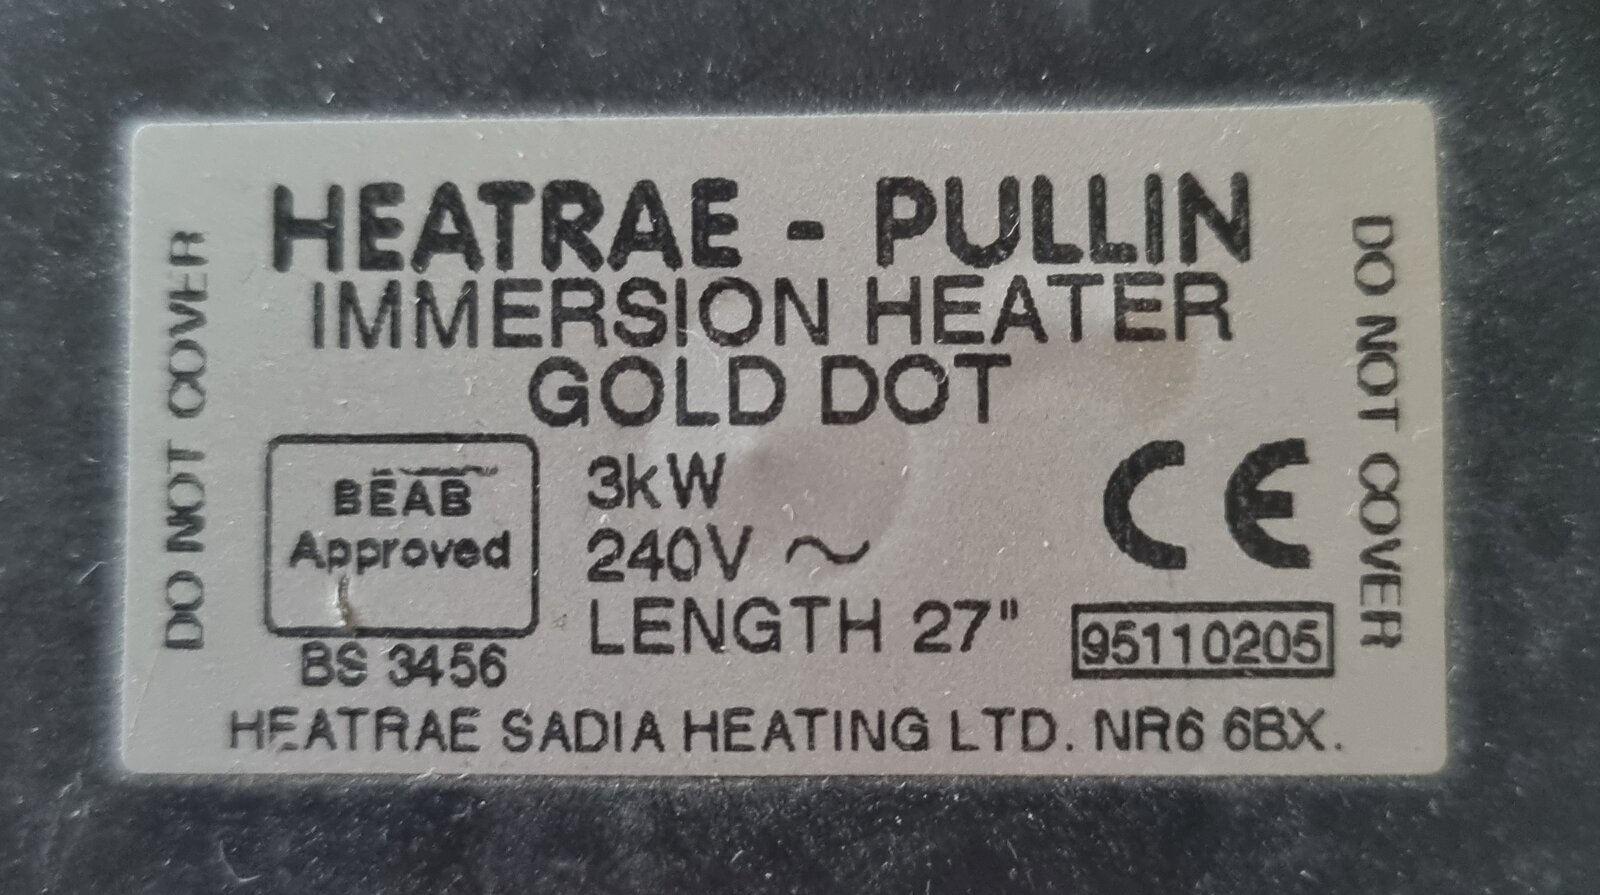 HEATRAE - PULLIN
IMMERSION HEATER
GOLD DOT
DO NOT COVER
BEAB
Approved
BS 3456
3kW
240V ~
LENGTH 27"
CE
95110205
DO NOT COVER
HEATRAE SADIA HEATING LTD. NR6 6BX.